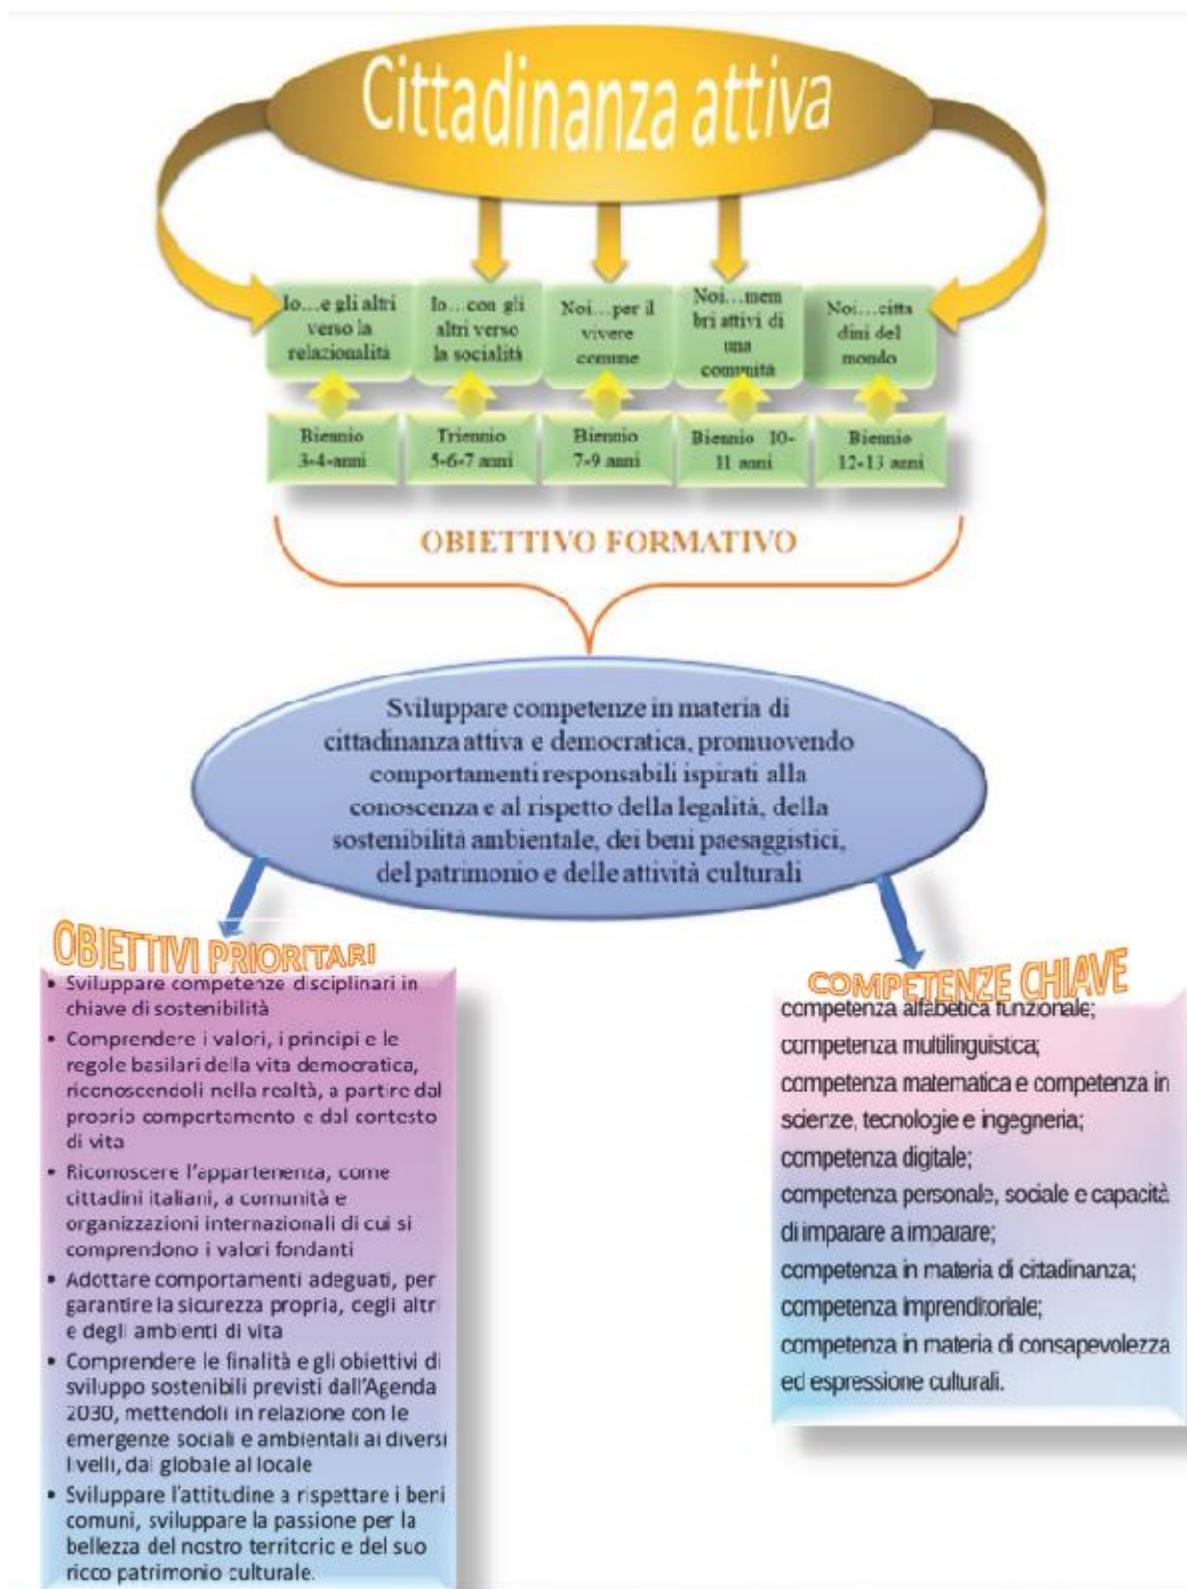 Cittadinanza attiva
Io...e gli altri
verso la
relazionalità
Io...con gli
altri verso
la socialità
Noi...per il
vivere
comune
Noi...mem
bri attivi di
una
comunità
Noi...citta
dini del
mondo
Biennio
3-4-anni
Triennio
5-6-7 anni
Biennio
7-9 anni
Biennio 10-
11 anni
Biennio
12-13 anni
OBIETTIVO FORMATIVO
Sviluppare competenze in materia di
cittadinanza attiva e democratica, promuovendo
comportamenti responsabili ispirati alla
conoscenza e al rispetto della legalità, della
sostenibilità ambientale, dei beni paesaggistici,
del patrimonio e delle attività culturali
OBIETTIVI PRIORITARI
• Sviluppare competenze disciplinari in
chiave di sostenibilità
• Comprendere i valori, i principi e le
regole basilari della vita democratica,
riconoscendoli nella realtà, a partire dal
proprio comportamento e dal contesto
di vita
• Riconoscere l'appartenenza, come
cittadini italiani, a comunità e
organizzazioni internazionali di cui si
comprendono i valori fondanti
• Adottare comportamenti adeguati, per
garantire la sicurezza propria, degli altri
e degli ambienti di vita
• Comprendere le finalità e gli obiettivi di
sviluppo sostenibili previsti dall'Agenda
2030, mettendoli in relazione con le
emergenze sociali e ambientali ai diversi
livelli, dal globale al locale
• Sviluppare l'attitudine a rispettare i beni
comuni, sviluppare la passione per la
bellezza del nostro territorio e del suo
ricco patrimonio culturale.
COMPETENZE CHIAVE
competenza alfabetica funzionale;
competenza multilinguistica;
competenza matematica e competenza in
scienze, tecnologie e ingegneria;
competenza digitale;
competenza personale, sociale e capacità
di imparare a imparare;
competenza in materia di cittadinanza;
competenza imprenditoriale;
competenza in materia di consapevolezza
ed espressione culturali.